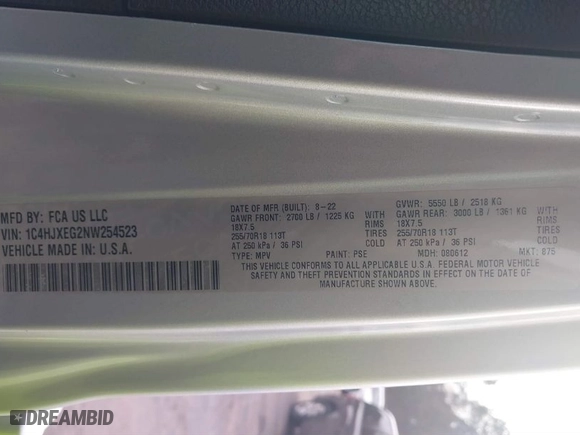 MFD BY: FCA US LLC
VIN: 1C4HJXEG2NW254523
VEHICLE MADE IN: U.S.A.
DATE OF MFR (BUILT): 8-22
GAWR FRONT: 2700 LB / 1225 KG WITH
18X7.5 RIMS
255/70R18 113T TIRES
AT 250 kPa / 36 PSI COLD
TYPE: MPV PAINT: PSE
GVWR: 5550 LB / 2518 KG
GAWR REAR: 3000 LB / 1361 KG WITH
18X7.5 RIMS
255/70R18 113T TIRES
AT 250 kPa / 36 PSI COLD
MDH: 080612 MKT: 875
THIS VEHICLE CONFORMS TO ALL APPLICABLE U.S.A. FEDERAL MOTOR VEHICLE
SAFETY AND THEFT PREVENTION STANDARDS IN EFFECT ON THE DATE OF
MANUFACTURE SHOWN ABOVE.
DREAMBID